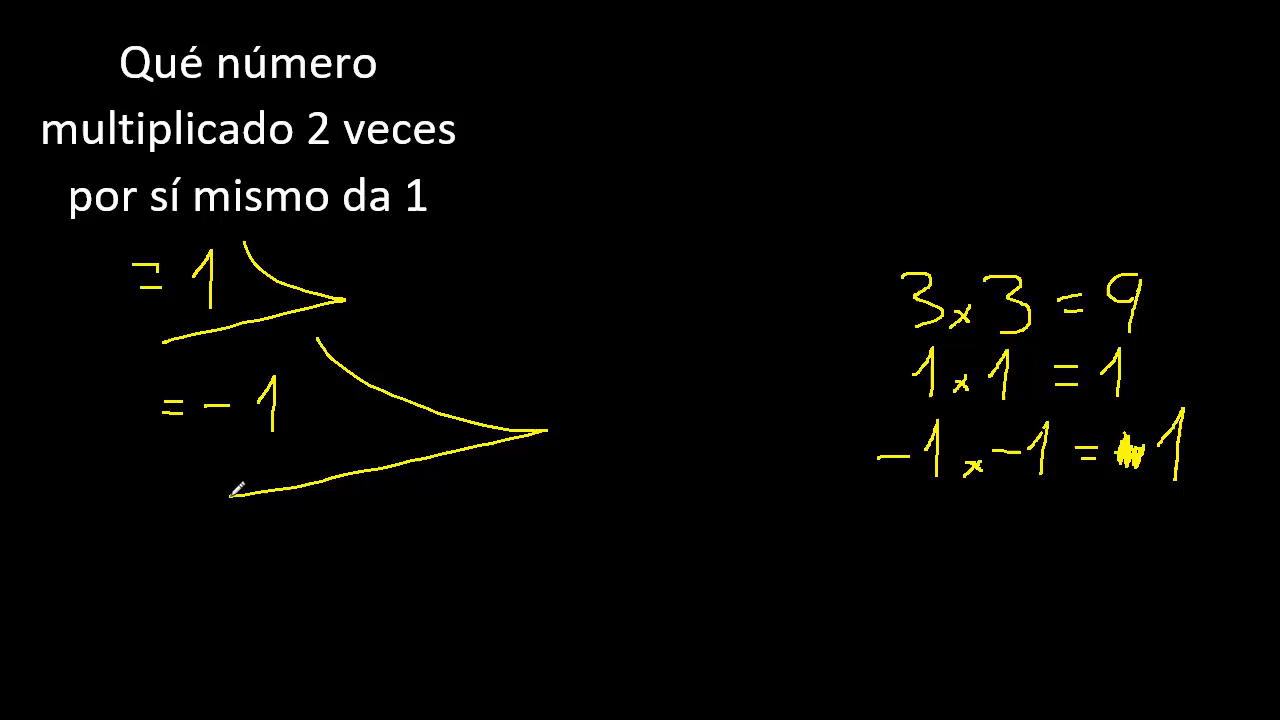 Qué número
multiplicado 2 veces
por sí mismo da 1
= 1
= - 1
3 x 3 = 9
1 x 1 = 1
-1 x -1 = 1